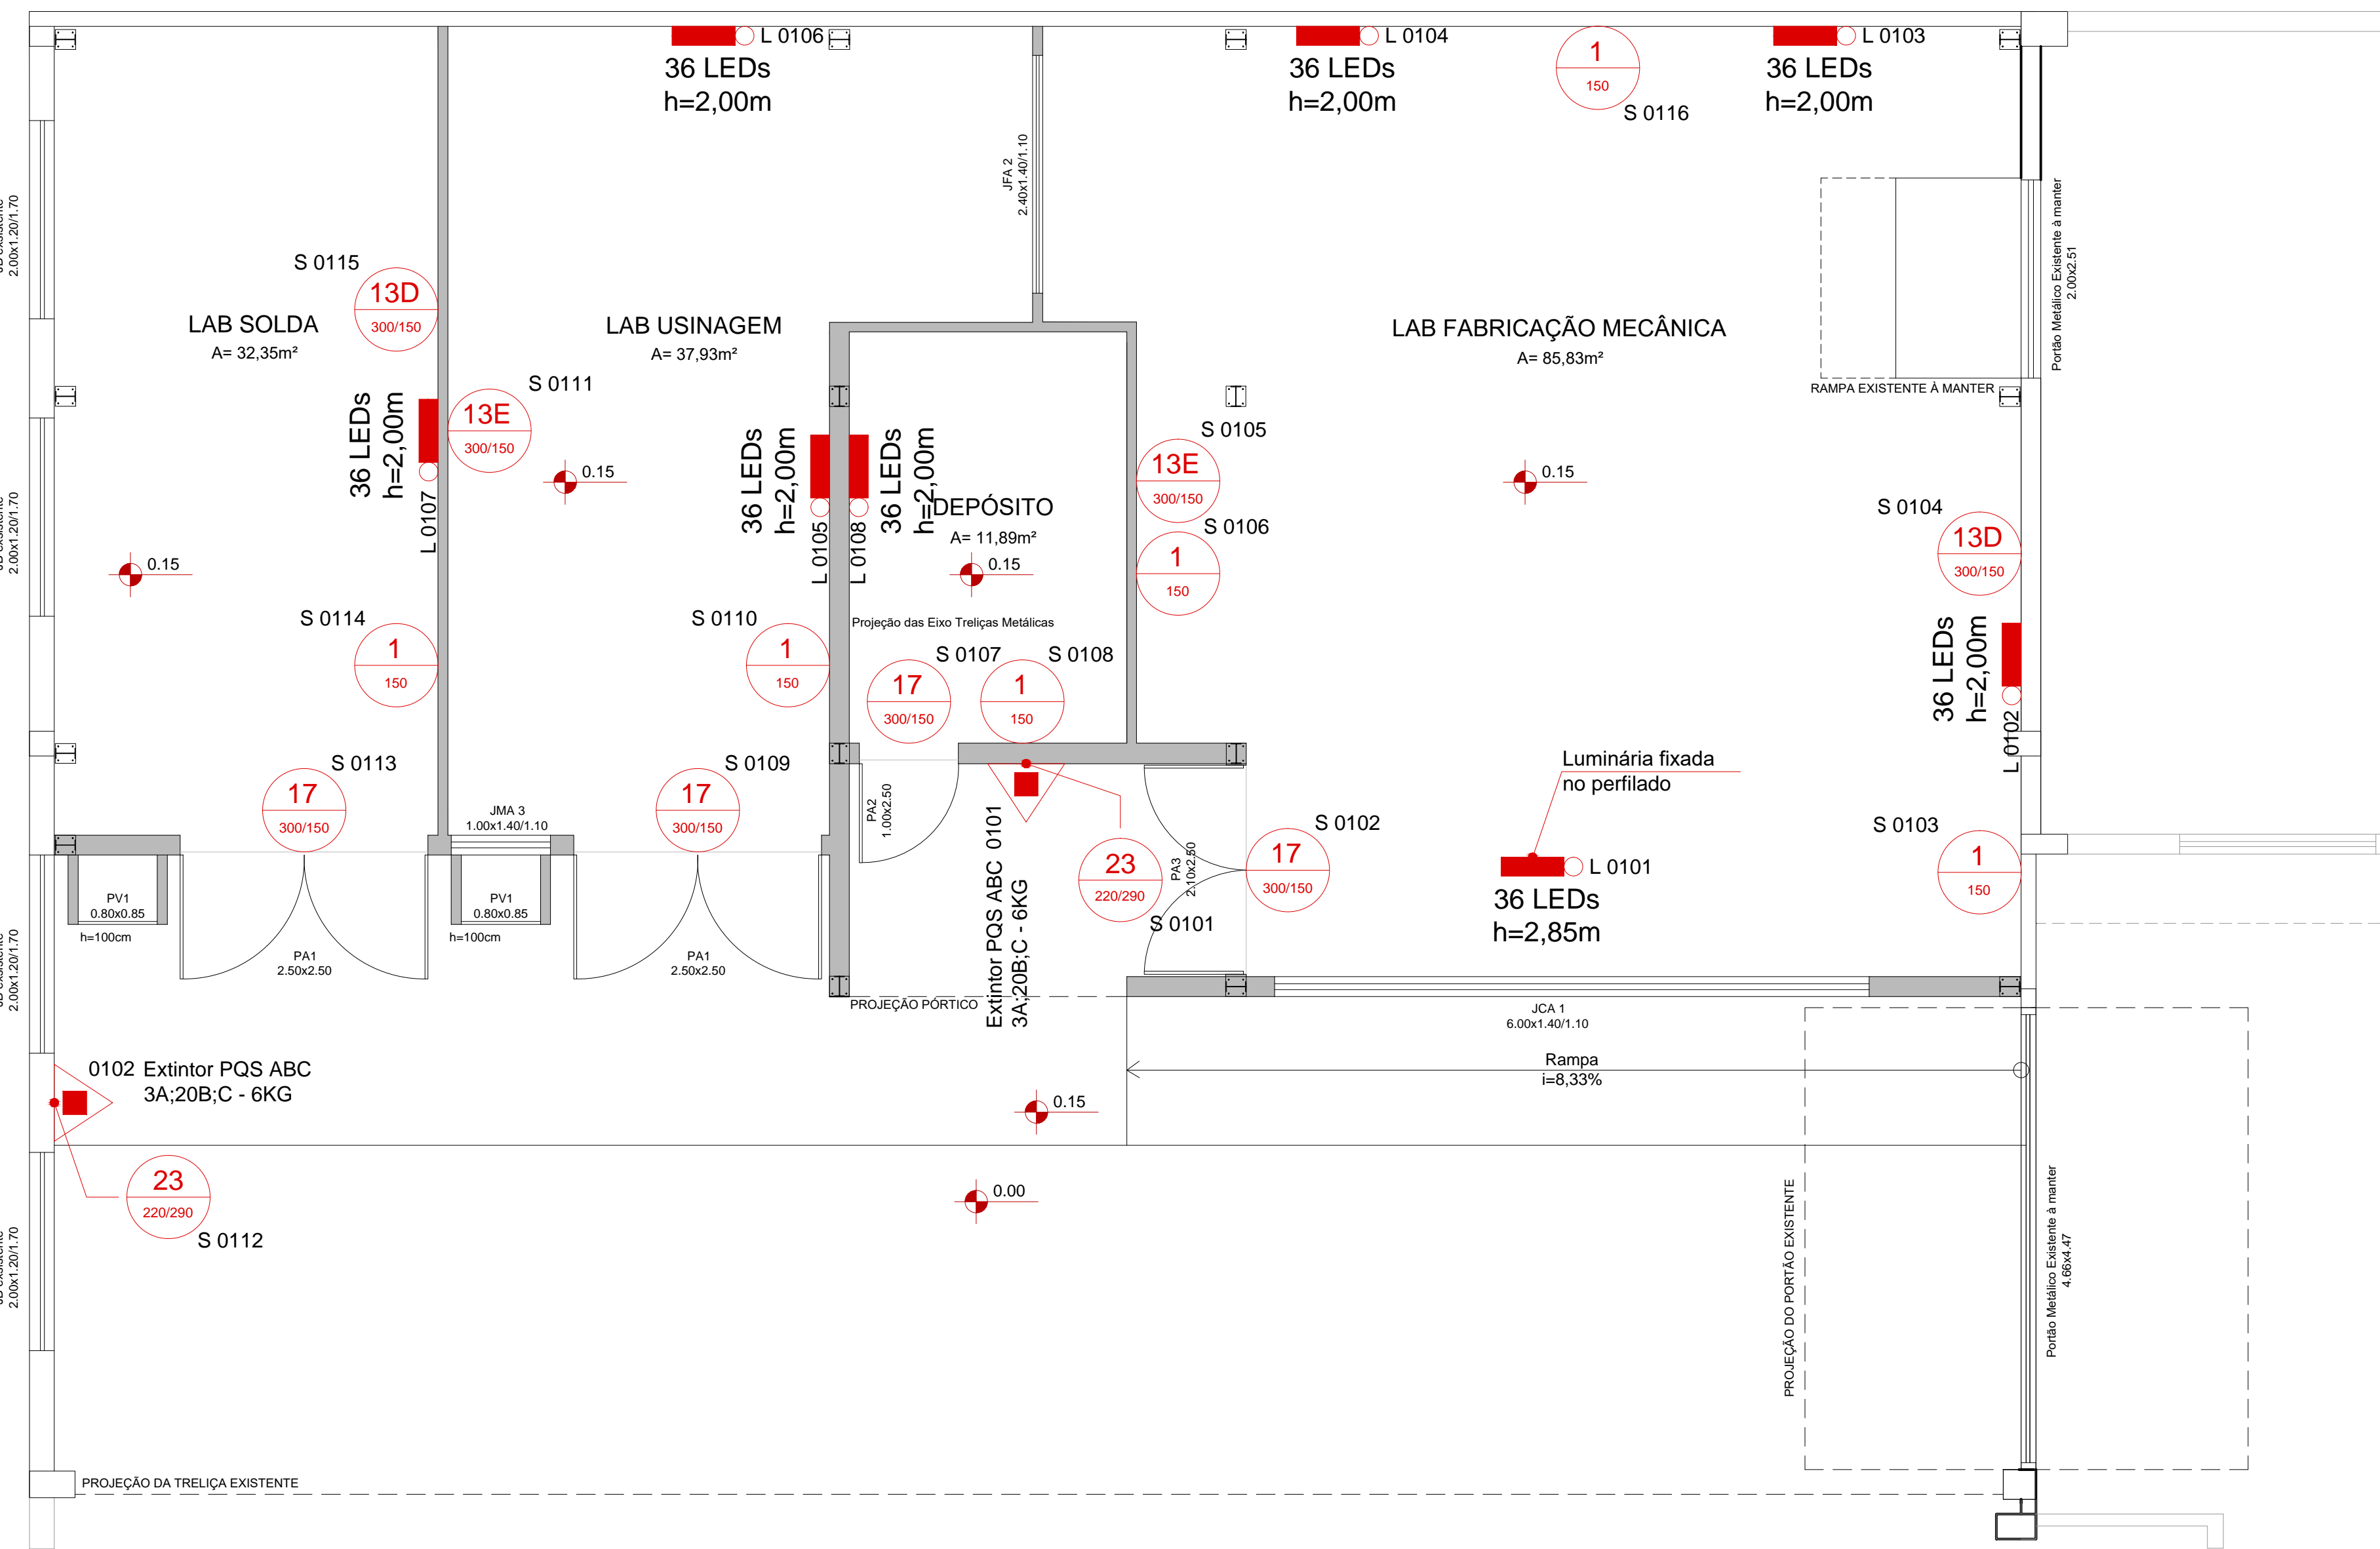 L 0106
36 LEDs
h=2,00m
L 0104
36 LEDs
h=2,00m
1
150
S 0116
L 0103
36 LEDs
h=2,00m
JFA 2
2.40x1.40/1.10
2.00x1.20/1.70
S 0115
13D
300/150
LAB SOLDA
A= 32,35m²
LAB USINAGEM
A= 37,93m²
LAB FABRICAÇÃO MECÂNICA
A= 85,83m²
Portão Metálico Existente à manter
2.00x2.51
RAMPA EXISTENTE À MANTER
36 LEDs
h=2,00m
L 0107
S 0111
13E
300/150
0.15
36 LEDs
h=2,00m
L 0105
L 0108
36 LEDs
h=2,00m
DEPÓSITO
A= 11,89m²
0.15
S 0105
13E
300/150
S 0106
1
150
0.15
S 0104
13D
300/150
2.00x1.20/1.70
0.15
S 0114
1
150
S 0110
1
150
Projeção das Eixo Treliças Metálicas
S 0107
17
300/150
S 0108
1
150
36 LEDs
h=2,00m
L 0102
S 0113
17
300/150
JMA 3
1.00x1.40/1.10
S 0109
17
300/150
PA2
1.00x2.50
Extintor PQS ABC 0101
3A;20B;C - 6KG
23
220/290
S 0101
PA3
2.10x2.50
S 0102
17
300/150
Luminária fixada
no perfilado
L 0101
36 LEDs
h=2,85m
S 0103
1
150
PV1
0.80x0.85
h=100cm
PA1
2.50x2.50
PV1
0.80x0.85
h=100cm
PA1
2.50x2.50
2.00x1.20/1.70
PROJEÇÃO PÓRTICO
JCA 1
6.00x1.40/1.10
Rampa
i=8,33%
0102 Extintor PQS ABC
3A;20B;C - 6KG
0.15
23
220/290
S 0112
0.00
2.00x1.20/1.70
PROJEÇÃO DO PORTÃO EXISTENTE
Portão Metálico Existente à manter
4.66x4.47
PROJEÇÃO DA TRELIÇA EXISTENTE